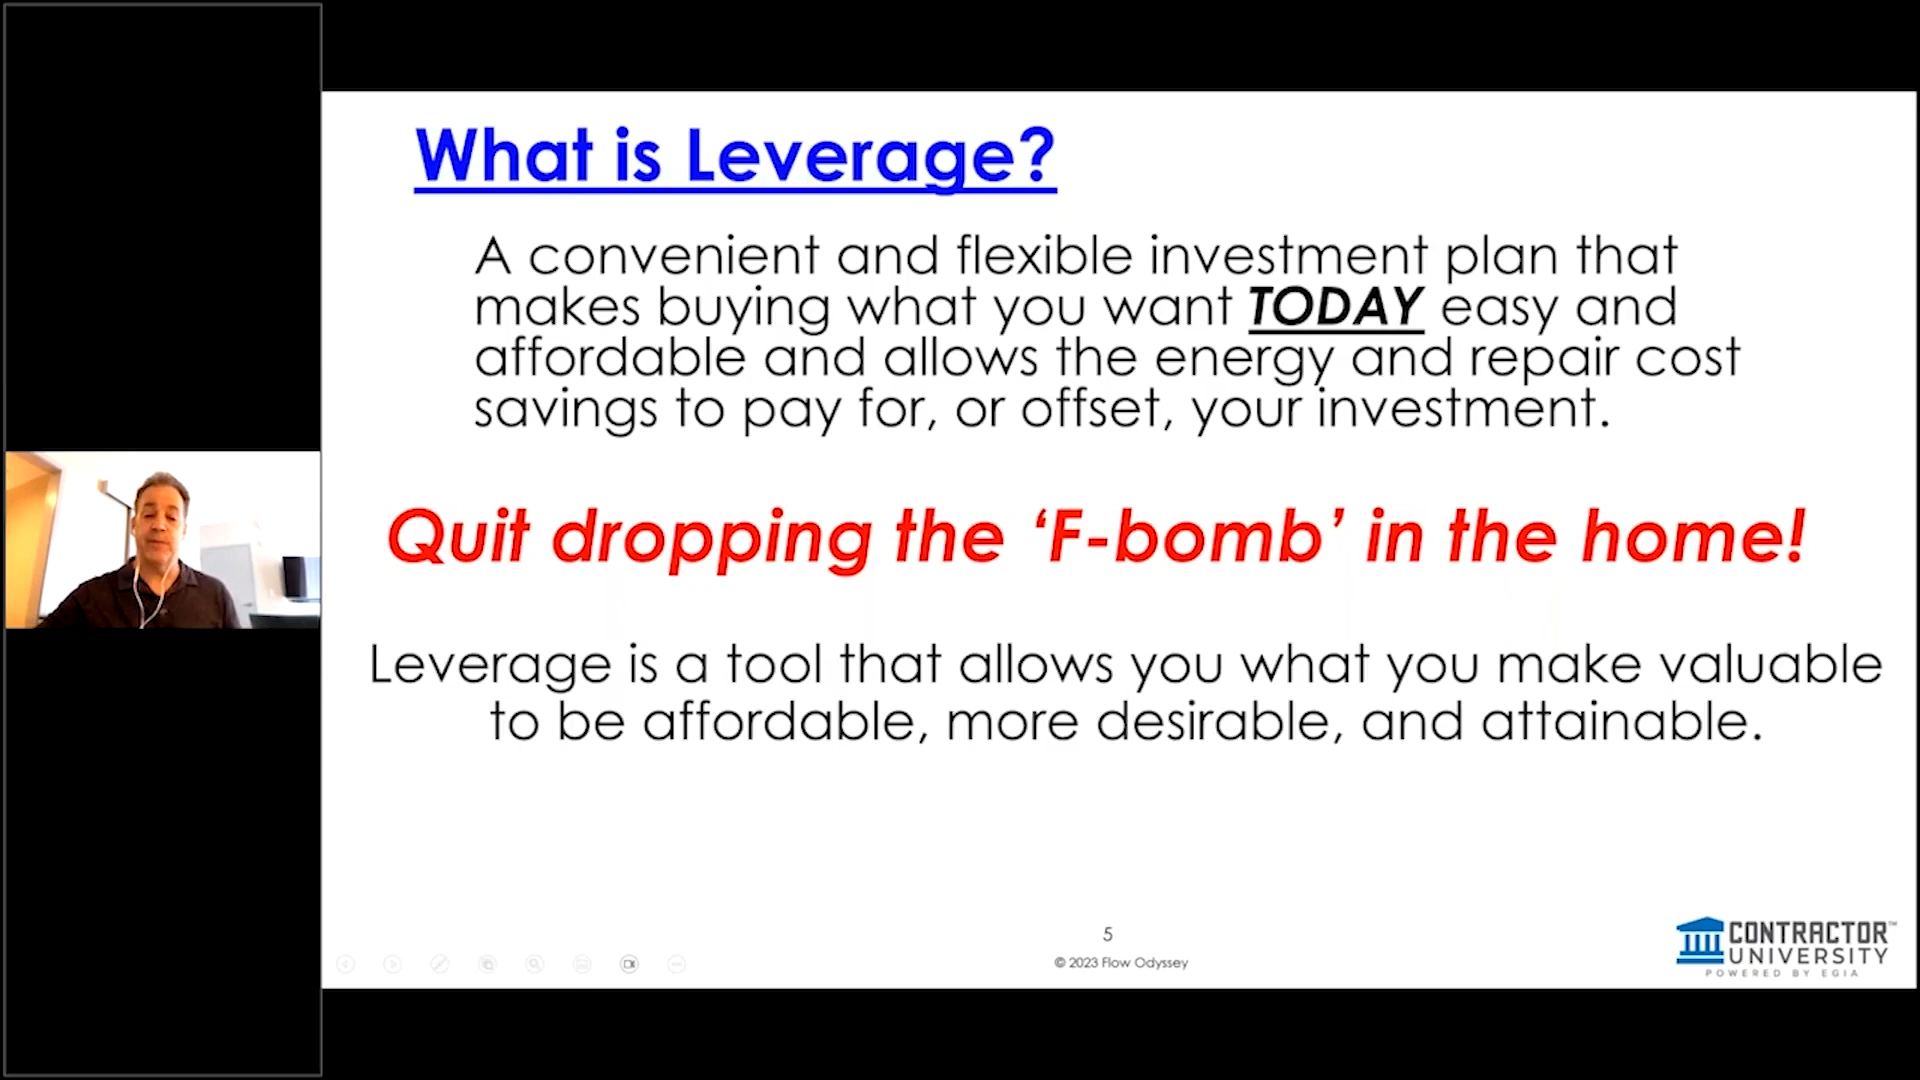 What is Leverage?
A convenient and flexible investment plan that
makes buying what you want TODAY easy and
affordable and allows the energy and repair cost
savings to pay for, or offset, your investment.
Quit dropping the ‘F-bomb’ in the home!
Leverage is a tool that allows you what you make valuable
to be affordable, more desirable, and attainable.
5
© 2023 Flow Odyssey
CONTRACTOR™
UNIVERSITY
POWERED BY EGIA